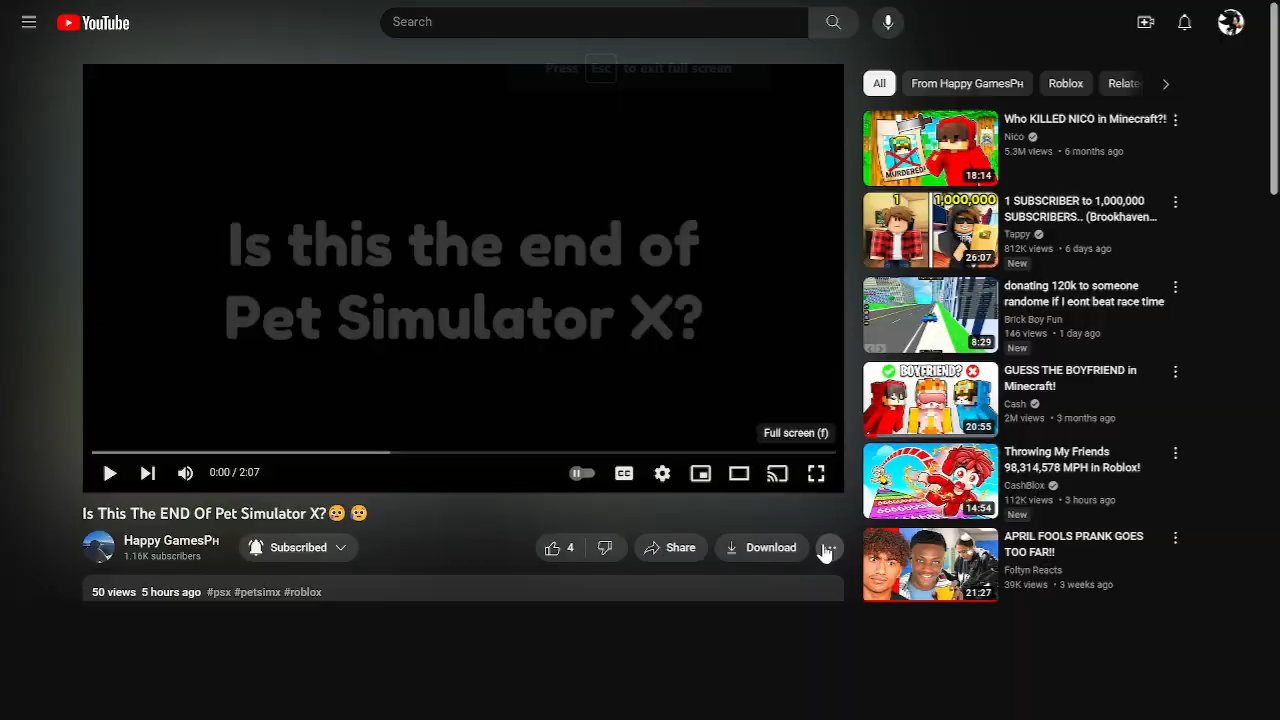 YouTube
Search
Press Esc to exit full screen
Is this the end of
Pet Simulator X?
Full screen (f)
0:00 / 2:07
CC
Is This The END Of Pet Simulator X?🥺 😢
Happy GamesPH
1.16K subscribers
Subscribed
4
Share
Download
50 views 5 hours ago #psx #petsimx #roblox
All
From Happy GamesPH
Roblox
Relate
MURDERED!
18:14
Who KILLED NICO in Minecraft?!
Nico
5.3M views • 6 months ago
1
1,000,000
26:07
1 SUBSCRIBER to 1,000,000
SUBSCRIBERS.. (Brookhaven...
Tappy
812K views • 6 days ago
New
8:29
donating 120k to someone
randome If I eont beat race time
Brick Boy Fun
146 views • 1 day ago
New
BOYFRIEND?
20:55
GUESS THE BOYFRIEND in
Minecraft!
Cash
2M views • 3 months ago
14:54
Throwing My Friends
98,314,578 MPH in Roblox!
CashBlox
112K views • 3 hours ago
New
21:27
APRIL FOOLS PRANK GOES
TOO FAR!!
Foltyn Reacts
39K views • 3 weeks ago